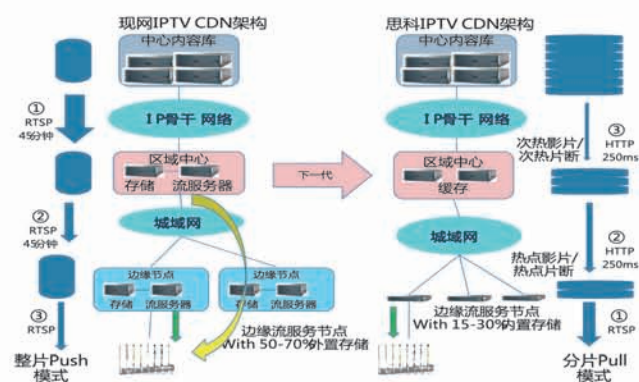 现网IPTV CDN架构
中心内容库
IP骨干 网络
区域中心
存储 流服务器
城域网
边缘节点
存储 流服务器
边缘节点
存储 流服务器
边缘流服务节点
With 50-70%外置存储
①
RTSP
45分钟
②
RTSP
45分钟
③
RTSP
整片Push
模式
下一代
思科IPTV CDN架构
中心内容库
IP骨干 网络
区域中心
缓存
城域网
边缘流服务节点
With 15-30%内置存储
次热影片/
次热片断
③
HTTP
250ms
热点影片/
热点片断
②
HTTP
250ms
①
RTSP
分片Pull
模式